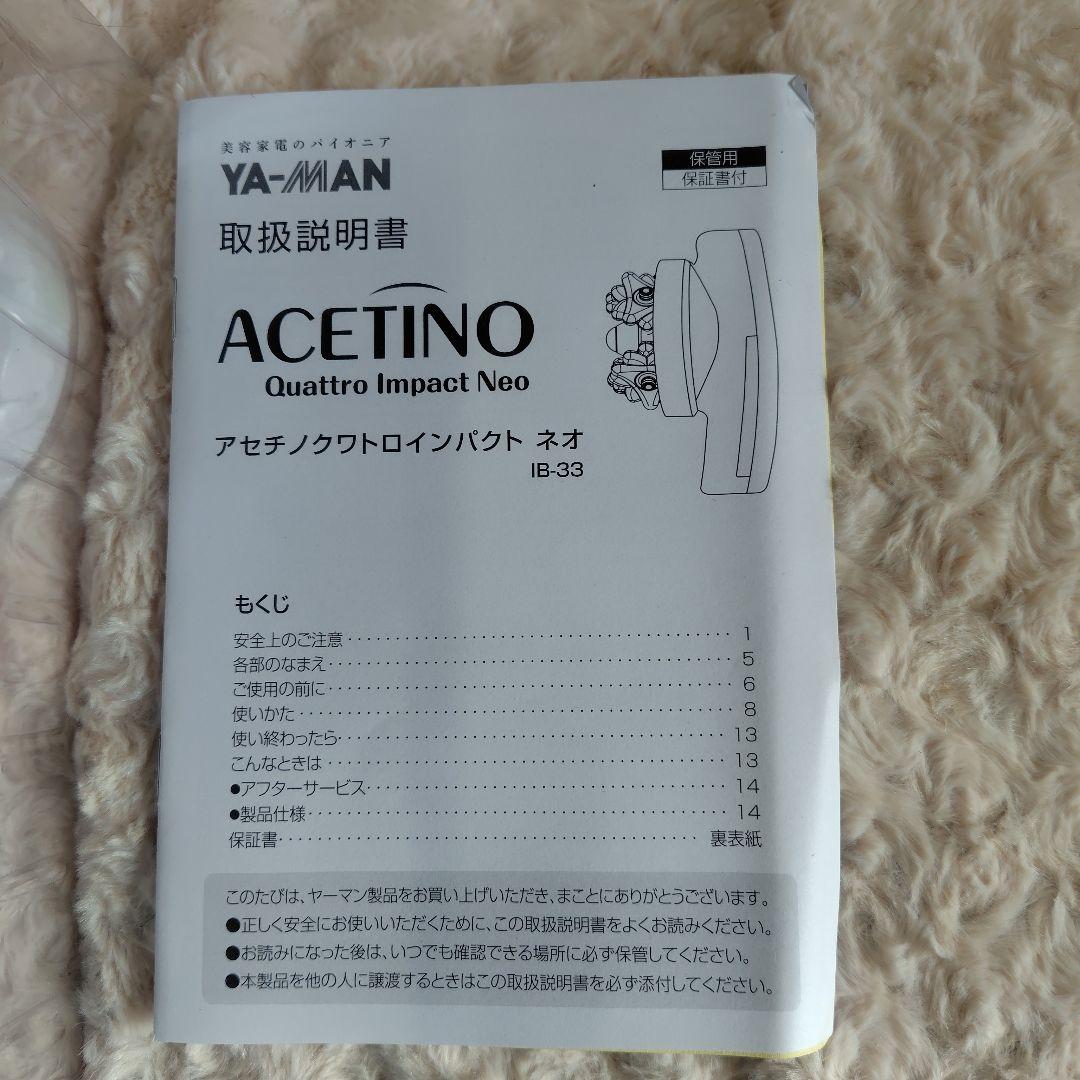 美容家電のパイオニア
YA-MAN
保管用
保証書付
取扱説明書
ACETINO
Quattro Impact Neo
アセチノクワトロインパクト ネオ
IB-33
もくじ
安全上のご注意 1
各部のなまえ 5
ご使用の前に 6
使いかた 8
使い終わったら 13
こんなときは 13
●アフターサービス 14
●製品仕様 14
保証書 裏表紙
このたびは、ヤーマン製品をお買い上げいただき、まことにありがとうございます。
●正しく安全にお使いいただくために、この取扱説明書をよくお読みください。
●お読みになった後は、いつでも確認できる場所に必ず保管してください。
●本製品を他の人に譲渡するときはこの取扱説明書を必ず添付してください。